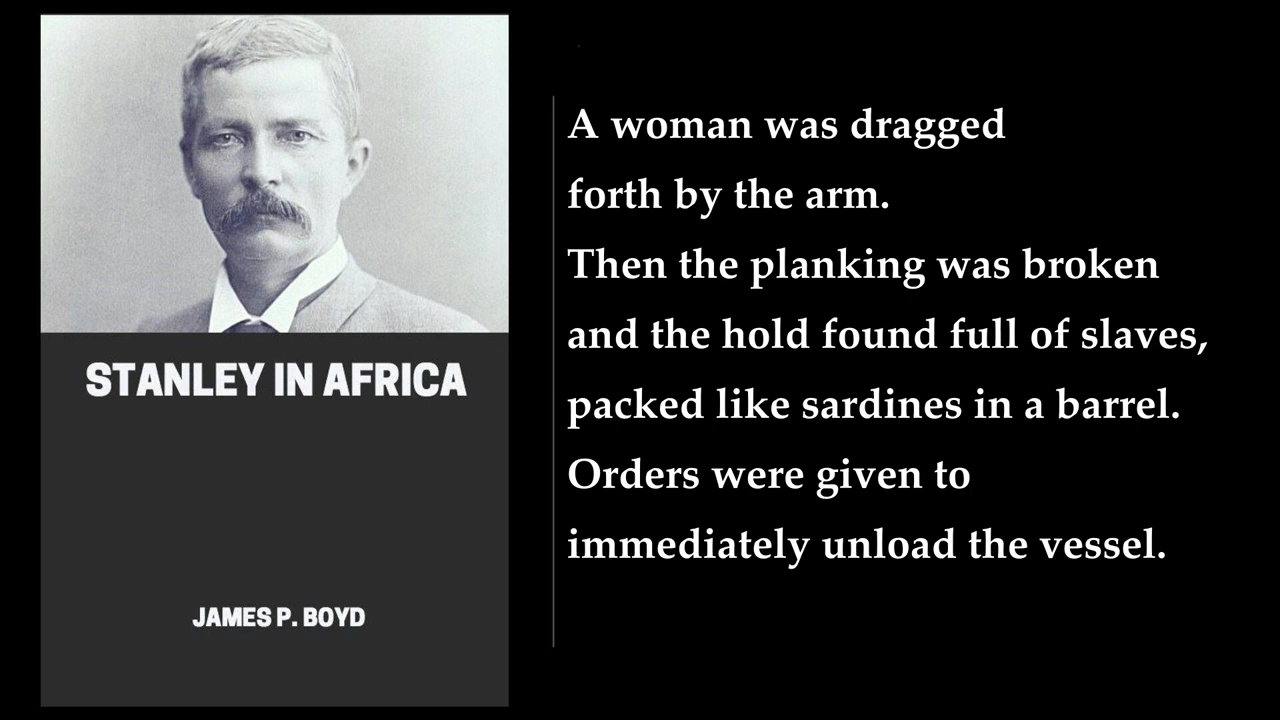 STANLEY IN AFRICA
JAMES P. BOYD
A woman was dragged
forth by the arm.
Then the planking was broken
and the hold found full of slaves,
packed like sardines in a barrel.
Orders were given to
immediately unload the vessel.